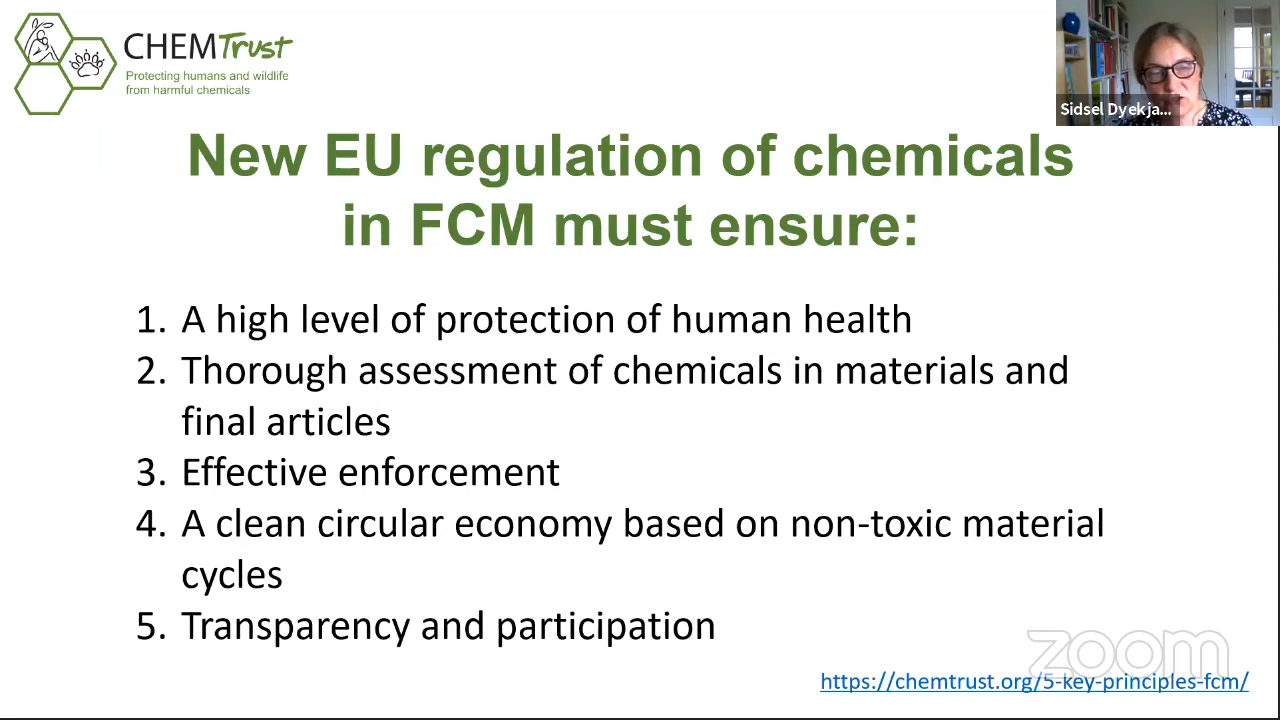 CHEMTrust
Protecting humans and wildlife
from harmful chemicals
Sidsel Dyekja...
New EU regulation of chemicals
in FCM must ensure:
1. A high level of protection of human health
2. Thorough assessment of chemicals in materials and
final articles
3. Effective enforcement
4. A clean circular economy based on non-toxic material
cycles
5. Transparency and participation
zoom
https://chemtrust.org/5-key-principles-fcm/